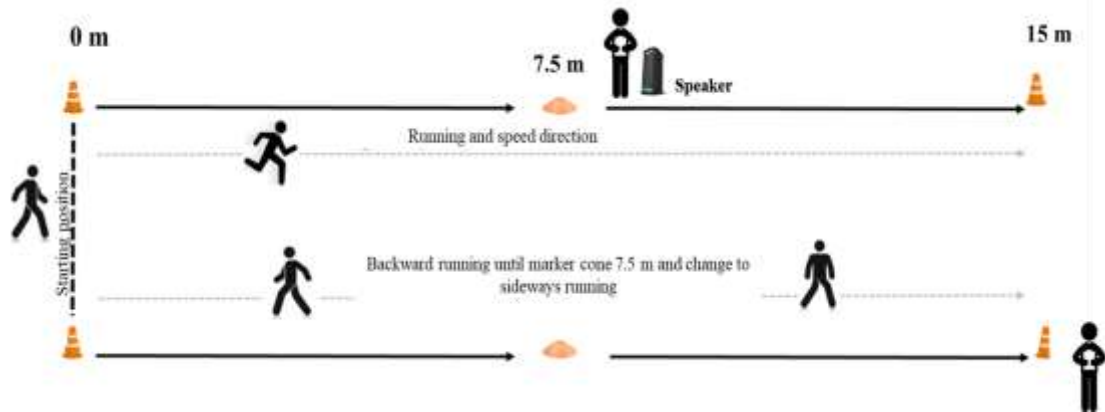 0 m
7.5 m
15 m
Speaker
Running and speed direction
Starting position
Backward running until marker cone 7.5 m and change to
sideways running